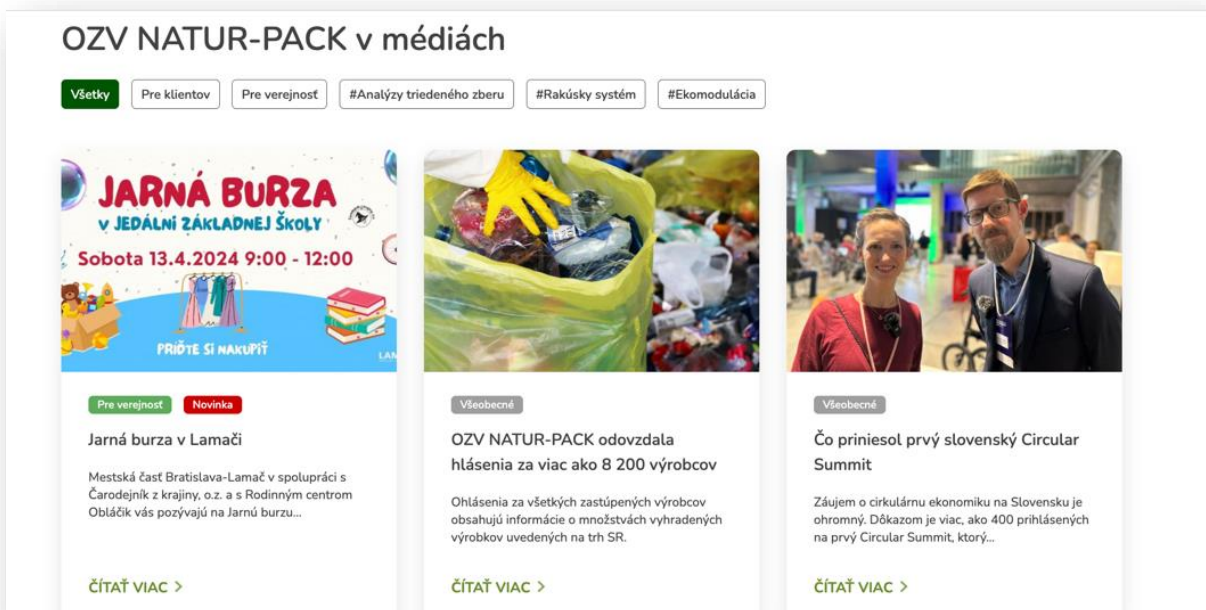 OZV NATUR-PACK v médiách
Všetky
Pre klientov
Pre verejnosť
#Analýzy triedeného zberu
#Rakúsky systém
#Ekomodulácia
JARNÁ BURZA
V JEDÁLNI ZÁKLADNEJ ŠKOLY
Sobota 13.4.2024 9:00 - 12:00
PRIĎTE SI NAKUPIŤ
LAM
Pre verejnosť
Novinka
Jarná burza v Lamači
Mestská časť Bratislava-Lamač v spolupráci s
Čarodejník z krajiny, o.z. a s Rodinným centrom
Obláčik vás pozývajú na Jarnú burzu...
ČÍTAŤ VIAC >
Všeobecné
OZV NATUR-PACK odovzdala
hlásenia za viac ako 8 200 výrobcov
Ohlásenia za všetkých zastúpených výrobcov
obsahujú informácie o množstvách vyhradených
výrobkov uvedených na trh SR.
ČÍTAŤ VIAC >
Všeobecné
Čo priniesol prvý slovenský Circular
Summit
Záujem o cirkulárnu ekonomiku na Slovensku je
ohromný. Dôkazom je viac, ako 400 prihlásených
na prvý Circular Summit, ktorý...
ČÍTAŤ VIAC >